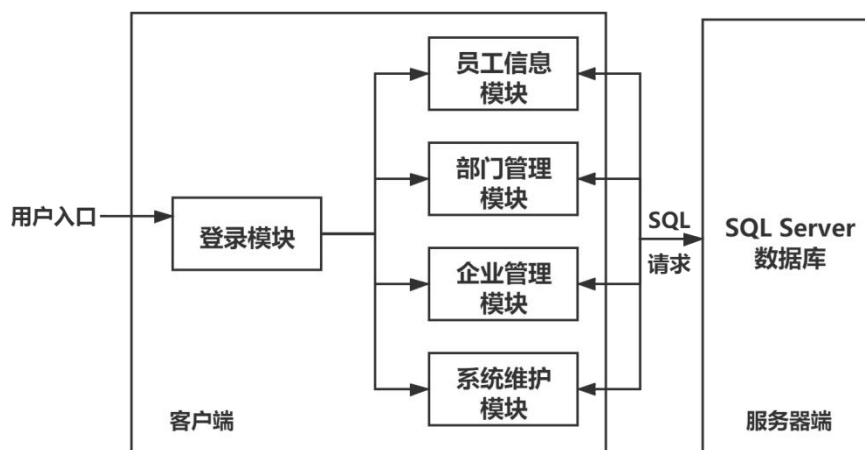 员工信息
模块
部门管理
模块
用户入口
登录模块
SQL
请求
SQL Server
数据库
企业管理
模块
系统维护
模块
客户端
服务器端